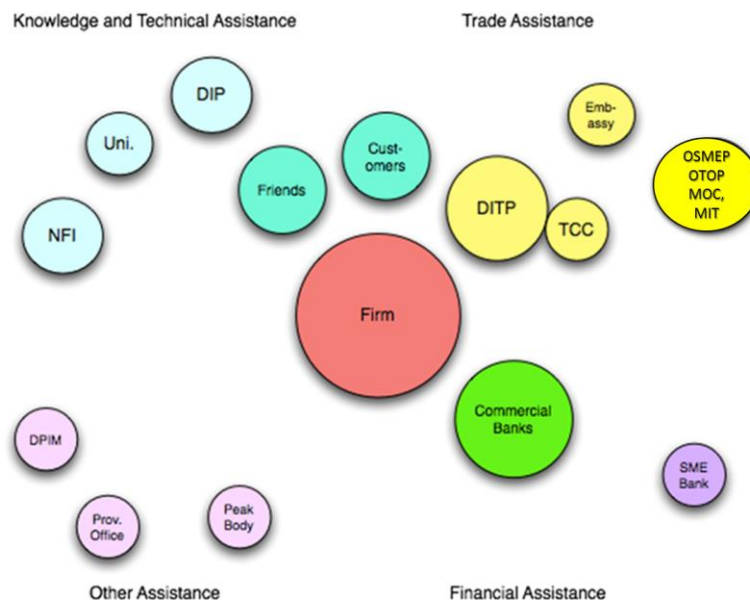 Knowledge and Technical Assistance
Trade Assistance
DIP
Emb-
assy
Uni.
Cust-
omers
OSMEP
OTOP
MOC,
MIT
Friends
DITP
NFI
TCC
Firm
Commercial
Banks
DPIM
SME
Bank
Peak
Body
Prov.
Office
Other Assistance
Financial Assistance